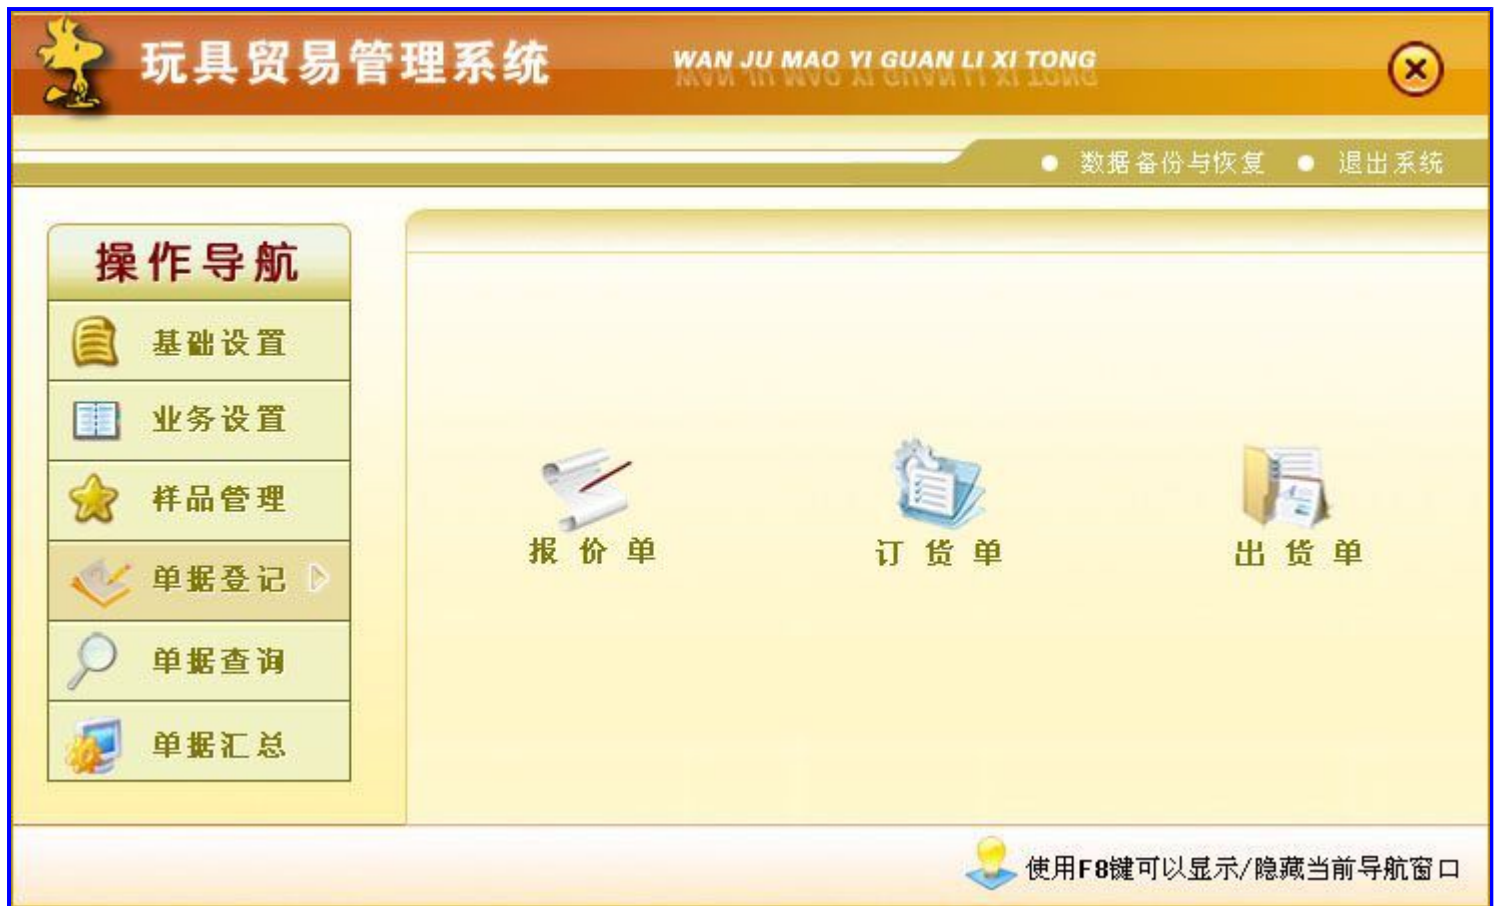 玩具贸易管理系统 WAN JU MAO YI GUAN LI XI TONG
数据备份与恢复 退出系统
操作导航
基础设置
业务设置
样品管理
单据登记
单据查询
单据汇总
报价单 订货单 出货单
使用F8键可以显示/隐藏当前导航窗口